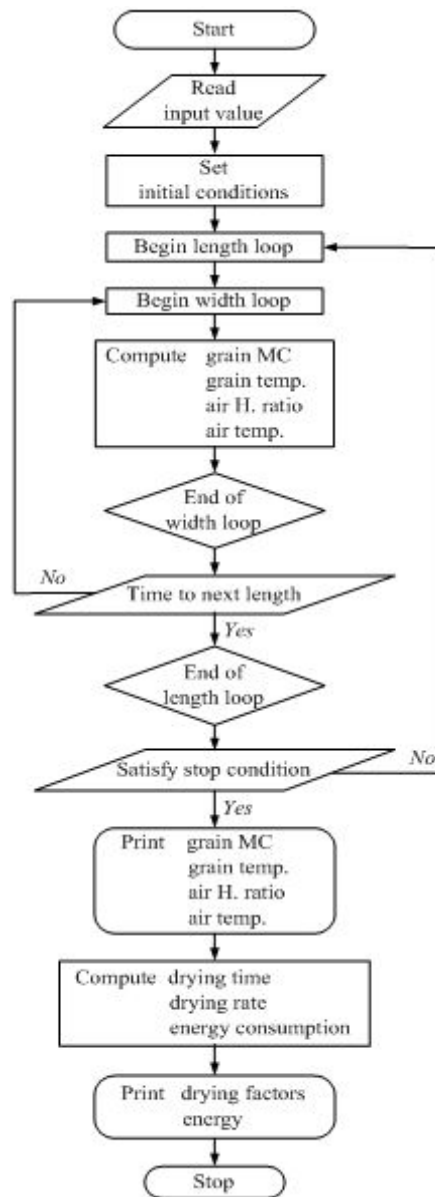 Start
Read
input value
Set
initial conditions
Begin length loop
Begin width loop
Compute grain MC
grain temp.
air H. ratio
air temp.
End of
width loop
No
Time to next length
Yes
End of
length loop
Satisfy stop condition
No
Yes
Print grain MC
grain temp.
air H. ratio
air temp.
Compute drying time
drying rate
energy consumption
Print drying factors
energy
Stop